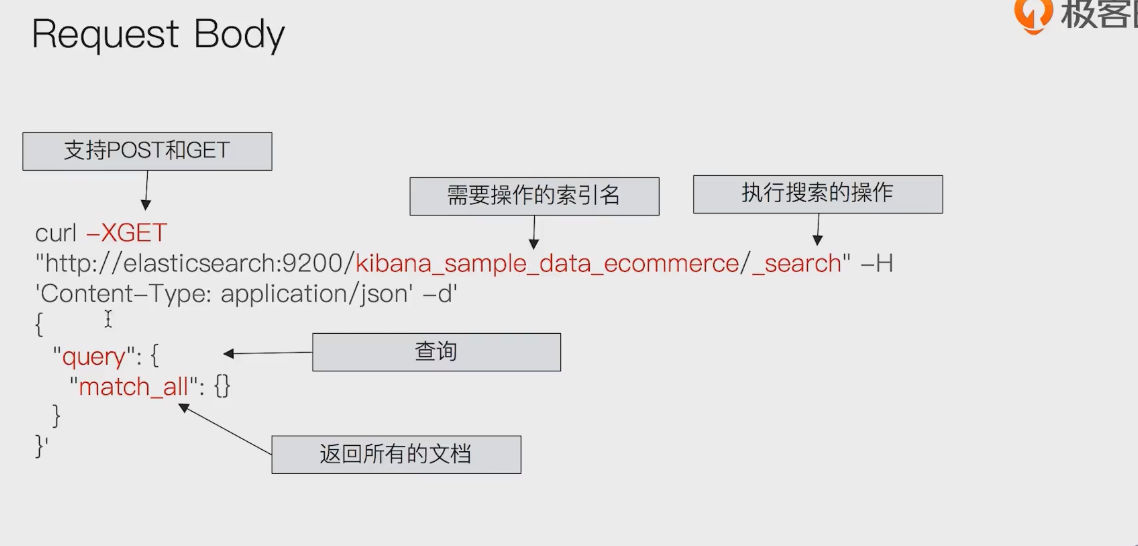 Request Body
极客
支持POST和GET
需要操作的索引名
执行搜索的操作
curl -XGET
"http://elasticsearch:9200/kibana_sample_data_ecommerce/_search" -H
'Content-Type: application/json' -d'
{
"query": {
查询
"match_all": {}
}
}'
返回所有的文档